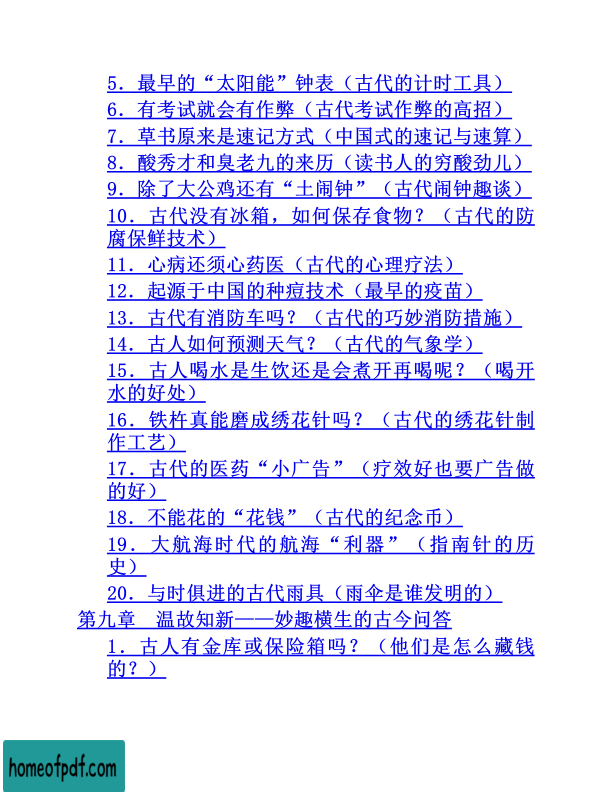 5．最早的“太阳能”钟表（古代的计时工具）
6．有考试就会有作弊（古代考试作弊的高招）
7．草书原来是速记方式（中国式的速记与速算）
8．酸秀才和臭老九的来历（读书人的穷酸劲儿）
9．除了大公鸡还有“土闹钟”（古代闹钟趣谈）
10．古代没有冰箱，如何保存食物？（古代的防
腐保鲜技术）
11．心病还须心药医（古代的心理疗法）
12．起源于中国的种痘技术（最早的疫苗）
13．古代有消防车吗？（古代的巧妙消防措施）
14．古人如何预测天气？（古代的气象学）
15．古人喝水是生饮还是会煮开再喝呢？（喝开
水的好处）
16．铁杵真能磨成绣花针吗？（古代的绣花针制
作工艺）
17．古代的医药“小广告”（疗效好也要广告做
的好）
18．不能花的“花钱”（古代的纪念币）
19．大航海时代的航海“利器”（指南针的历
史）
20．与时俱进的古代雨具（雨伞是谁发明的）
第九章　温故知新——妙趣横生的古今问答
1．古人有金库或保险箱吗？（他们是怎么藏钱
的？）
homeofpdf.com